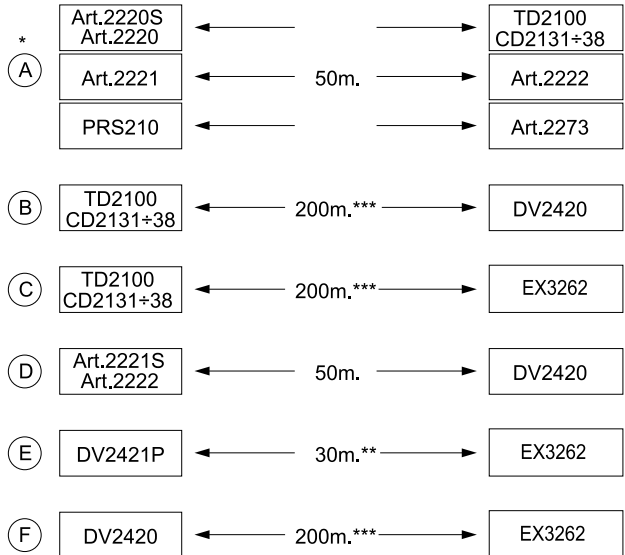 Art.2220S TD2100
Art.2220 CD2131÷38
*
A Art.2221 50m. Art.2222
PRS210 Art.2273
B TD2100 200m.*** DV2420
CD2131÷38
C TD2100 200m.*** EX3262
CD2131÷38
D Art.2221S 50m. DV2420
Art.2222
E DV2421P 30m.** EX3262
F DV2420 200m.*** EX3262